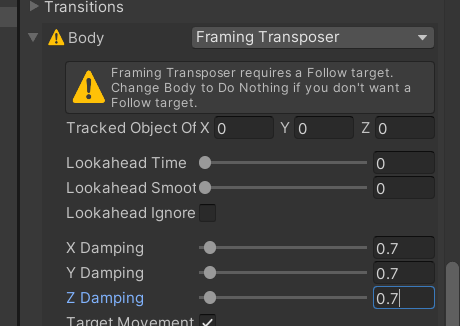 Transitions
Body Framing Transposer
Framing Transposer requires a Follow target.
Change Body to Do Nothing if you don't want a
Follow target.
Tracked Object Of X 0 Y 0 Z 0
Lookahead Time 0
Lookahead Smoot 0
Lookahead Ignore
X Damping 0.7
Y Damping 0.7
Z Damping 0.7
Target Movement